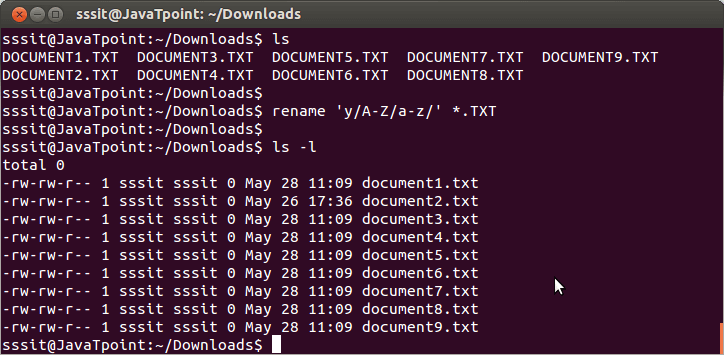 sssit@JavaTpoint: ~/Downloads
sssit@JavaTpoint:~/Downloads$ ls
DOCUMENT1.TXT  DOCUMENT3.TXT  DOCUMENT5.TXT  DOCUMENT7.TXT  DOCUMENT9.TXT
DOCUMENT2.TXT  DOCUMENT4.TXT  DOCUMENT6.TXT  DOCUMENT8.TXT
sssit@JavaTpoint:~/Downloads$
sssit@JavaTpoint:~/Downloads$ rename 'y/A-Z/a-z/' *.TXT
sssit@JavaTpoint:~/Downloads$
sssit@JavaTpoint:~/Downloads$ ls -l
total 0
-rw-rw-r-- 1 sssit sssit 0 May 28 11:09 document1.txt
-rw-rw-r-- 1 sssit sssit 0 May 26 17:36 document2.txt
-rw-rw-r-- 1 sssit sssit 0 May 28 11:09 document3.txt
-rw-rw-r-- 1 sssit sssit 0 May 28 11:09 document4.txt
-rw-rw-r-- 1 sssit sssit 0 May 28 11:09 document5.txt
-rw-rw-r-- 1 sssit sssit 0 May 28 11:09 document6.txt
-rw-rw-r-- 1 sssit sssit 0 May 28 11:09 document7.txt
-rw-rw-r-- 1 sssit sssit 0 May 28 11:09 document8.txt
-rw-rw-r-- 1 sssit sssit 0 May 28 11:09 document9.txt
sssit@JavaTpoint:~/Downloads$